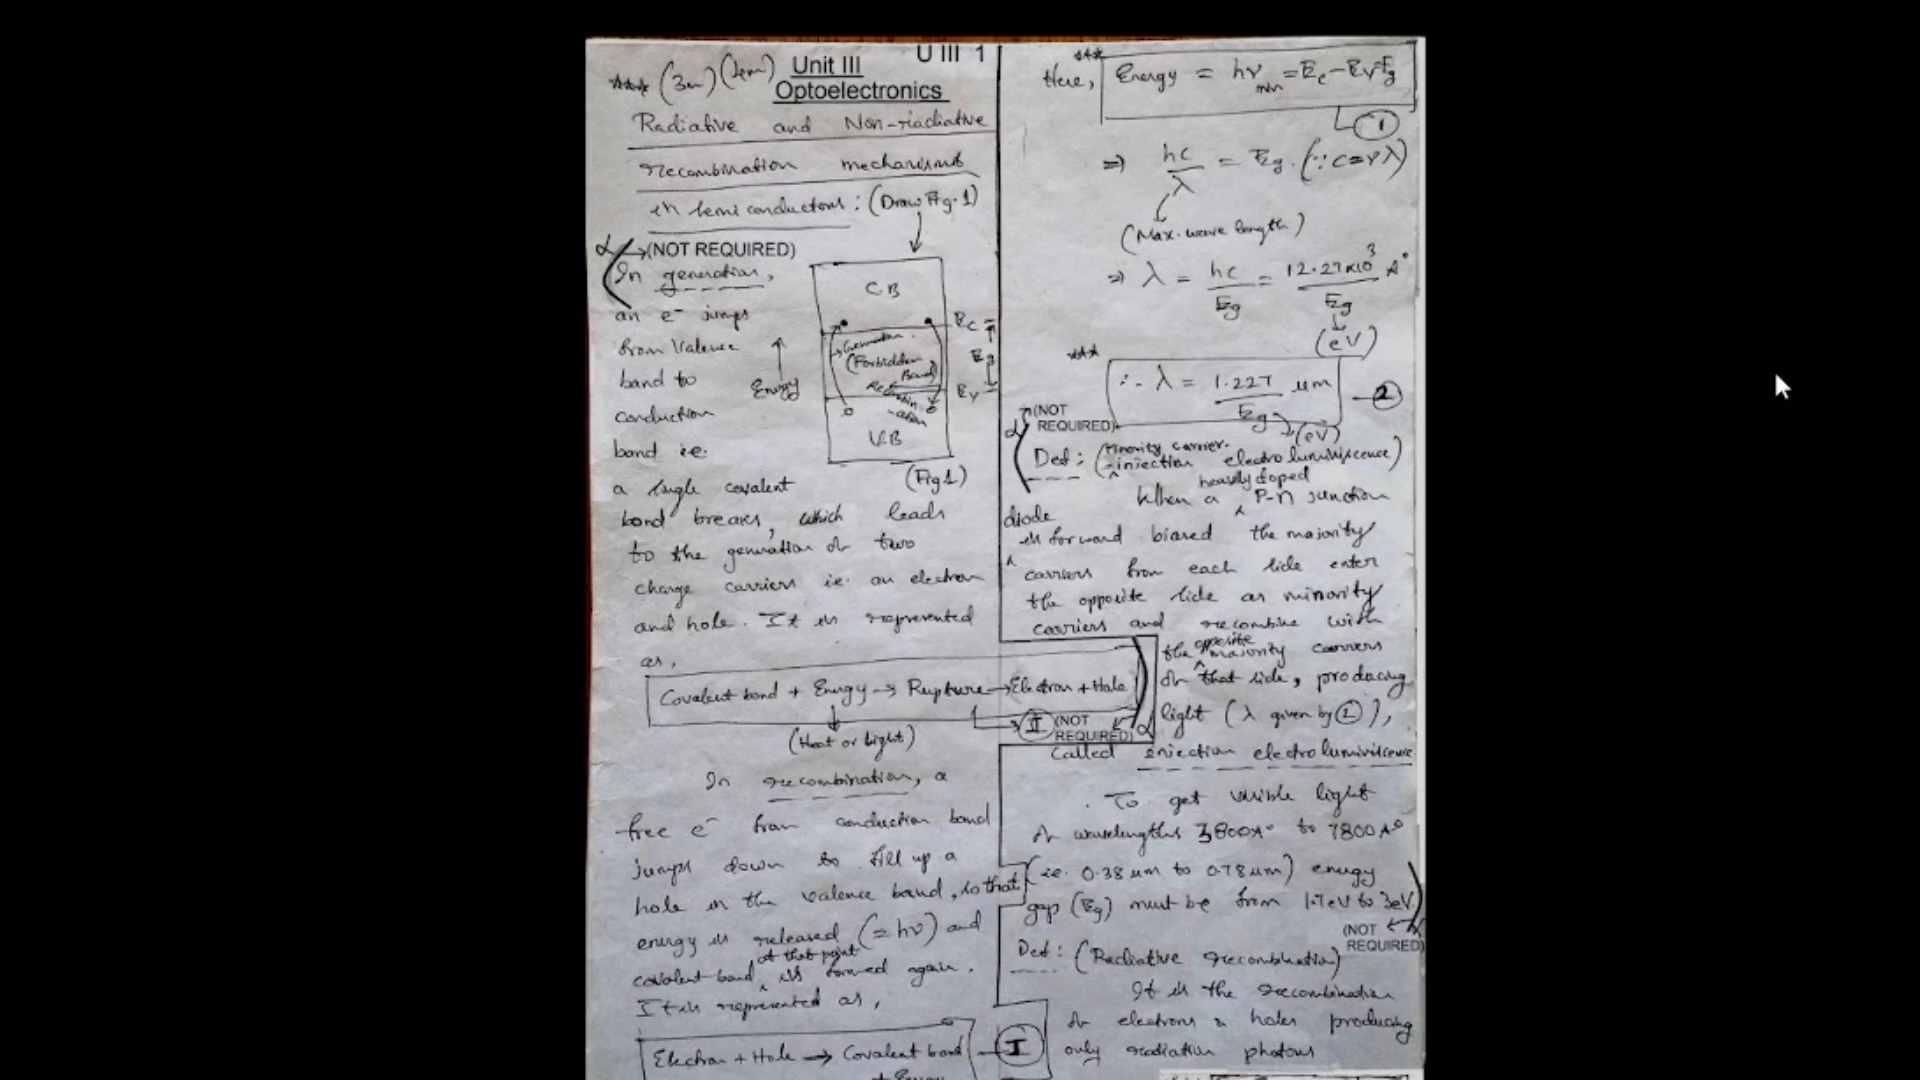 U III 1
*** (3m) (2m) Unit III
Optoelectronics
Radiative and Non-radiative
recombination mechanisms
in semiconductors: (Draw Fig. 1)
α →(NOT REQUIRED)
In generation,
an e⁻ jumps
from Valence
band to
conduction
band i.e.
a single covalent
bond breaks, which leads
to the generation of two
charge carriers i.e. an electron
and hole. It is represented
as,
C.B
Generation
(Forbidden
Band)
Recombin
-ation
V.B
Energy
Ec
Eg
Ev
(Fig 1)
Covalent bond + Energy → Rupture → Electron + Hole
(Heat or Light)
II (NOT
REQUIRED) α
In recombination, a
free e⁻ from conduction band
jumps down to fill up a
hole in the valence band, so that
energy is released (= hν) and
at that point
covalent bond ^ is formed again.
It is represented as,
Electron + Hole → Covalent bond
+ Energy
I
***
Here, Energy = hν min = Ec - Ev = Eg
1
⇒ hc/λ = Eg. (∵ c = νλ)
(Max. wave length)
⇒ λ = hc/Eg = 12.27×10³/Eg A°
(eV)
***
∴ λ = 1.227/Eg μm — 2
(eV)
(NOT
REQUIRED)
α
minority carrier.
Def: (^ injection electroluminiscence)
heavily doped
When a ^ P-n junction
diode
^ is forward biased the majority
carriers from each side enter
the opposite side as minority
carriers and recombine with
opposite
the ^ majority carriers
of that side, producing
light (λ given by 2),
called injection electroluminiscence
. To get visible light
of wavelengths 3800A° to 7800A°
(i.e. 0.38 μm to 0.78 μm) energy
gap (Eg) must be from 1.7eV to 3eV.
(NOT α
REQUIRED)
Def: (Radiative recombination)
It is the recombination
of electrons & holes producing
only radiation photons